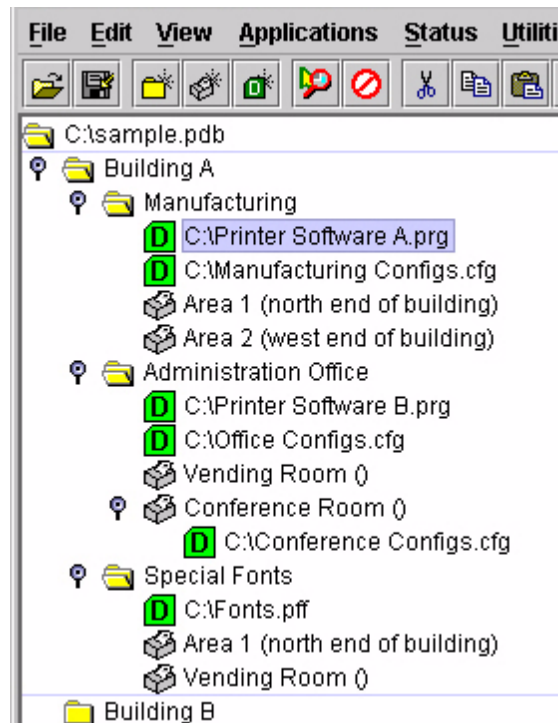 File Edit View Applications Status Utiliti
C:\sample.pdb
Building A
Manufacturing
D C:\Printer Software A.prg
D C:\Manufacturing Configs.cfg
Area 1 (north end of building)
Area 2 (west end of building)
Administration Office
D C:\Printer Software B.prg
D C:\Office Configs.cfg
Vending Room ()
Conference Room ()
D C:\Conference Configs.cfg
Special Fonts
D C:\Fonts.pff
Area 1 (north end of building)
Vending Room ()
Building B